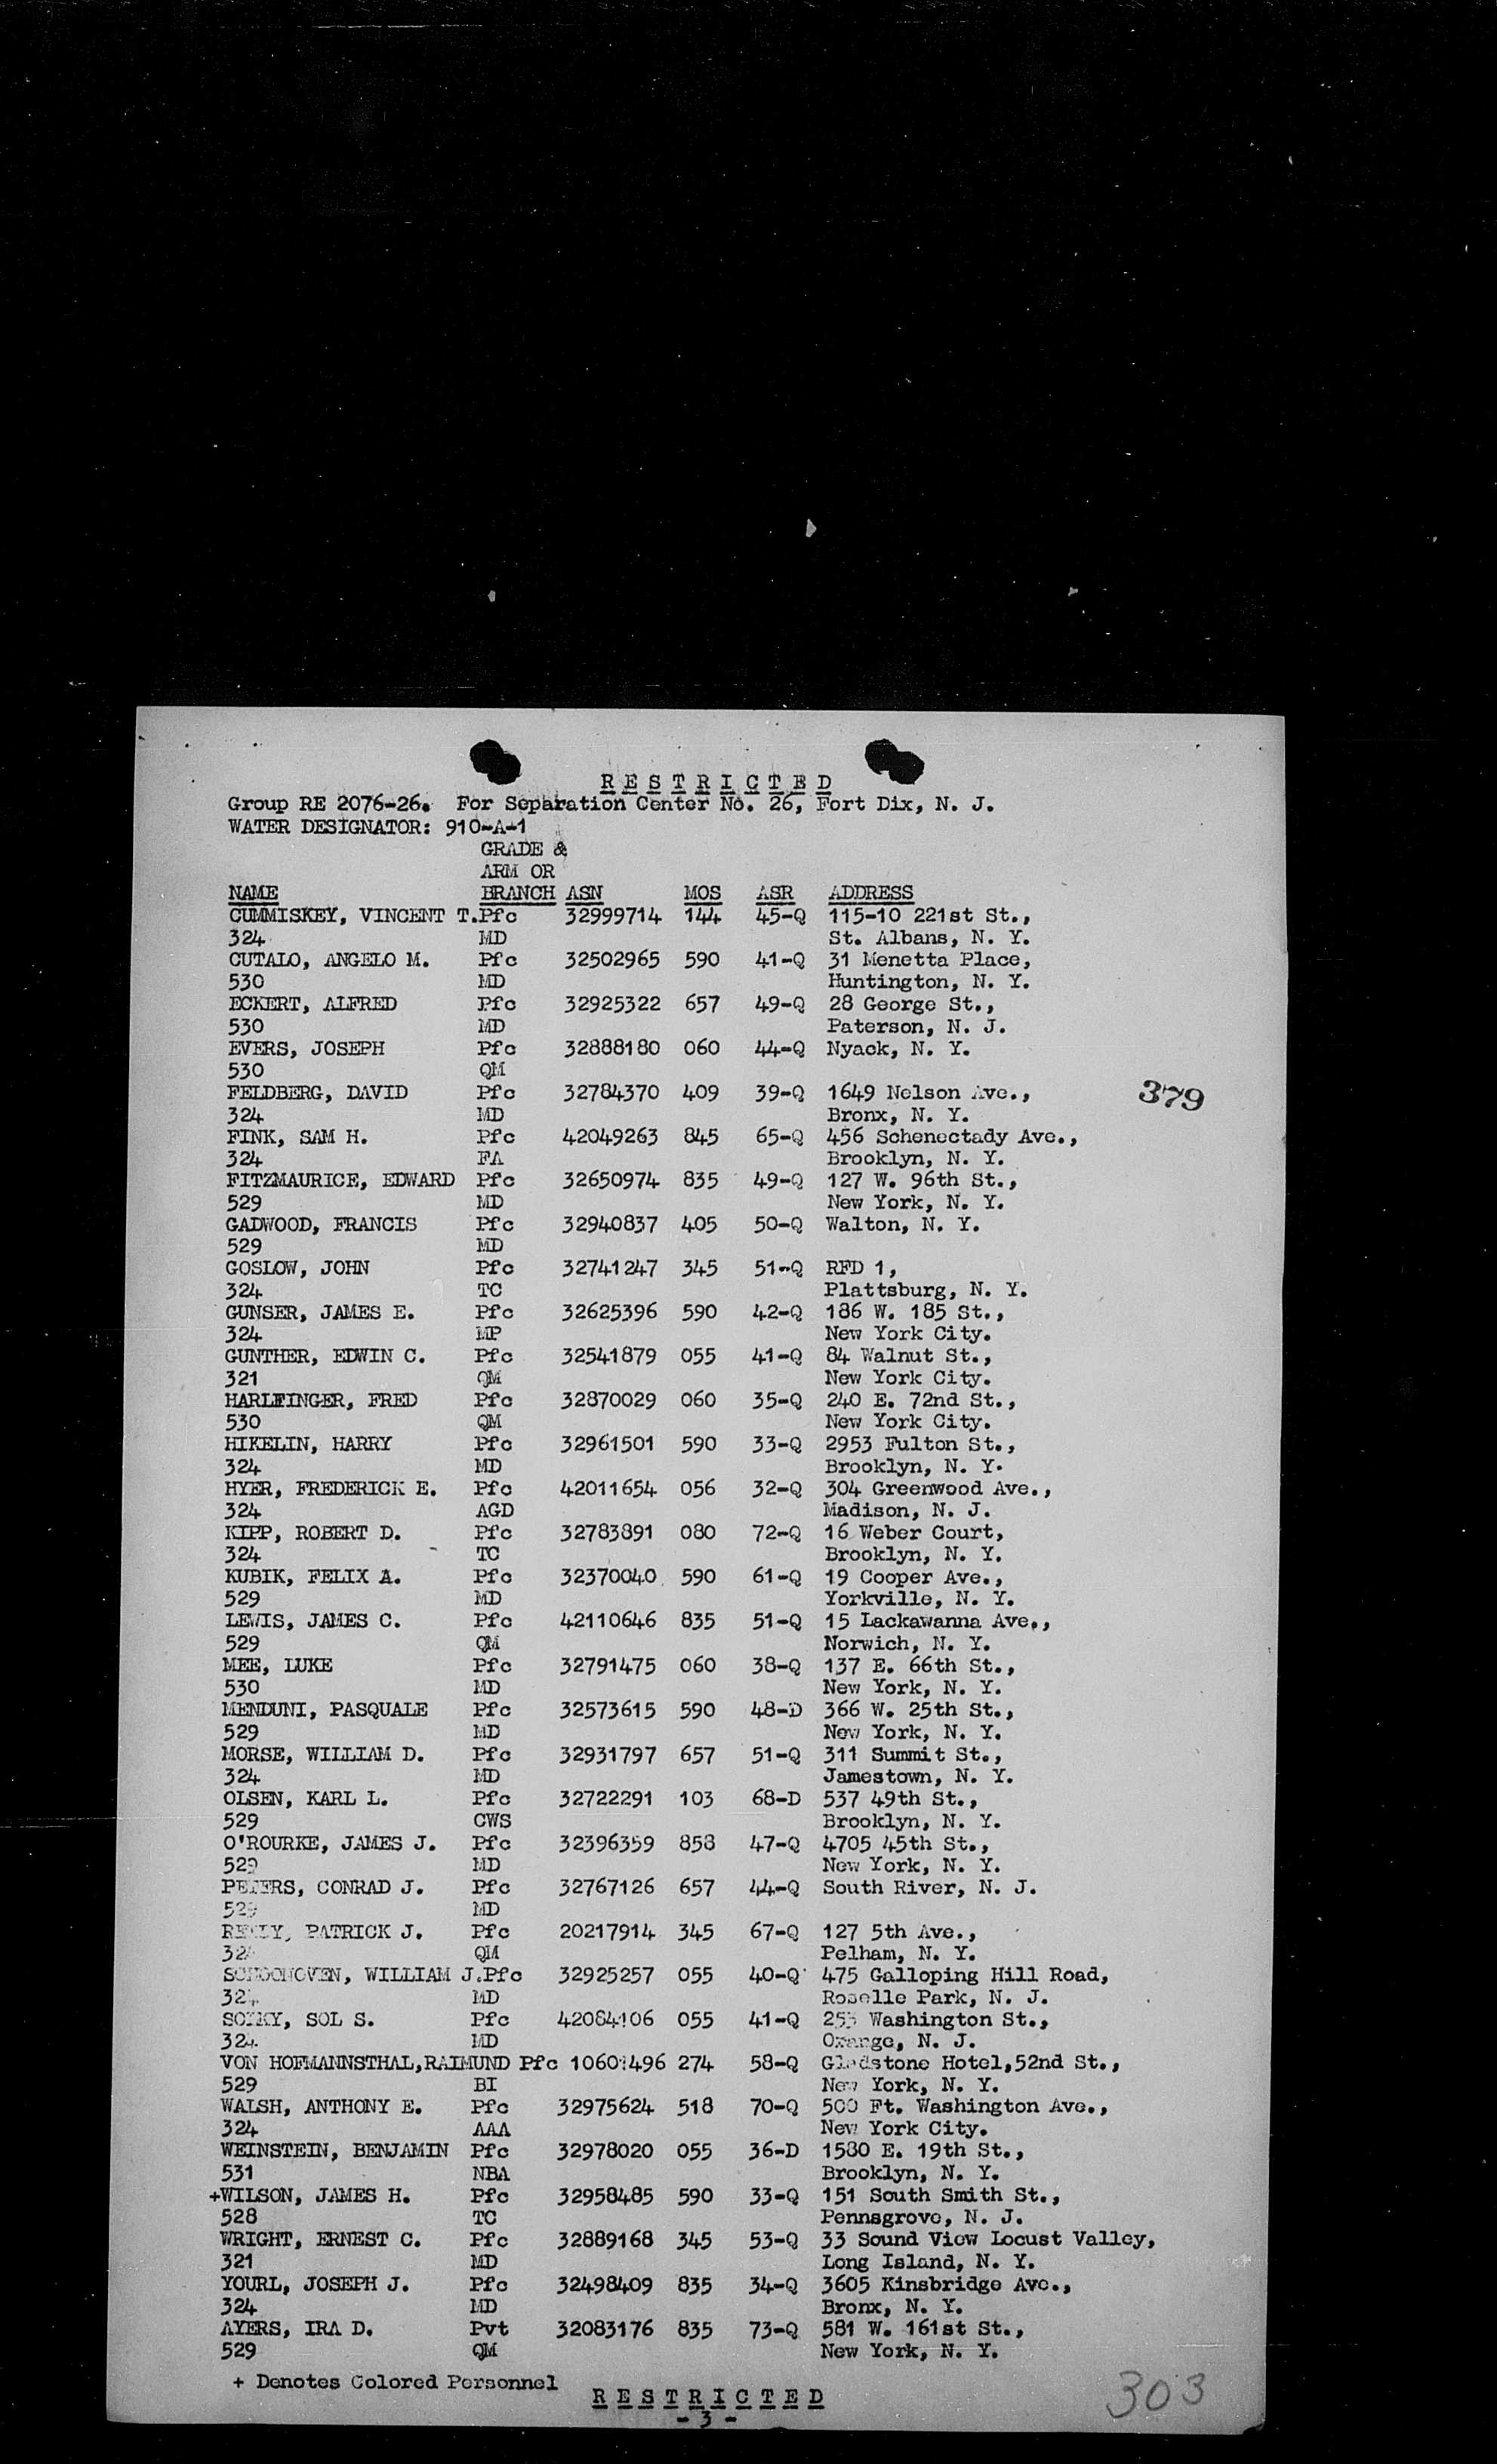 RESTRICTED
Group RE 2076-26. For Separation Center No. 26, Fort Dix, N. J.
WATER DESIGNATOR: 910-A-1
GRADE &
ARM OR
NAME BRANCH ASN MOS ASR ADDRESS
CUMMISKEY, VINCENT T.Pfc 32999714 144 45-Q 115-10 221st St.,
324 MD St. Albans, N. Y.
CUTALO, ANGELO M. Pfc 32502965 590 41-Q 31 Menetta Place,
530 MD Huntington, N. Y.
ECKERT, ALFRED Pfc 32925322 657 49-Q 28 George St.,
530 MD Paterson, N. J.
EVERS, JOSEPH Pfc 32888180 060 44-Q Nyack, N. Y.
530 QM
FELDBERG, DAVID Pfc 32784370 409 39-Q 1649 Nelson Ave.,
379
324 MD Bronx, N. Y.
FINK, SAM H. Pfc 42049263 845 65-Q 456 Schenectady Ave.,
324 FA Brooklyn, N. Y.
FITZMAURICE, EDWARD Pfc 32650974 835 49-Q 127 W. 96th St.,
529 MD New York, N. Y.
GADWOOD, FRANCIS Pfc 32940837 405 50-Q Walton, N. Y.
529 MD
GOSLOW, JOHN Pfc 32741247 345 51-Q RFD 1,
324 TC Plattsburg, N. Y.
GUNSER, JAMES E. Pfc 32625396 590 42-Q 186 W. 185 St.,
324 MP New York City.
GUNTHER, EDWIN C. Pfc 32541879 055 41-Q 84 Walnut St.,
321 QM New York City.
HARLFINGER, FRED Pfc 32870029 060 35-Q 240 E. 72nd St.,
530 QM New York City.
HIKELIN, HARRY Pfc 32961501 590 33-Q 2953 Fulton St.,
324 MD Brooklyn, N. Y.
HYER, FREDERICK E. Pfc 42011654 056 32-Q 304 Greenwood Ave.,
324 AGD Madison, N. J.
KIPP, ROBERT D. Pfc 32783891 080 72-Q 16 Weber Court,
324 TC Brooklyn, N. Y.
KUBIK, FELIX A. Pfc 32370040 590 61-Q 19 Cooper Ave.,
529 MD Yorkville, N. Y.
LEWIS, JAMES C. Pfc 42110646 835 51-Q 15 Lackawanna Ave.,
529 QM Norwich, N. Y.
MEE, LUKE Pfc 32791475 060 38-Q 137 E. 66th St.,
530 MD New York, N. Y.
MENDUNI, PASQUALE Pfc 32573615 590 48-D 366 W. 25th St.,
529 MD New York, N. Y.
MORSE, WILLIAM D. Pfc 32931797 657 51-Q 311 Summit St.,
324 MD Jamestown, N. Y.
OLSEN, KARL L. Pfc 32722291 103 68-D 537 49th St.,
529 CWS Brooklyn, N. Y.
O'ROURKE, JAMES J. Pfc 32396359 858 47-Q 4705 45th St.,
529 MD New York, N. Y.
PETERS, CONRAD J. Pfc 32767126 657 44-Q South River, N. J.
529 MD
PATRICK J. Pfc 20217914 345 67-Q 127 5th Ave.,
QM Pelham, N. Y.
SCHOONOVEN, WILLIAM J.Pfc 32925257 055 40-Q 475 Galloping Hill Road,
324 MD Roselle Park, N. J.
SOL S. Pfc 42084106 055 41-Q Washington St.,
324 MD Orange, N. J.
VON HOFMANNSTHAL,RAIMUND Pfc 10601496 274 58-Q Gladstone Hotel,52nd St.,
529 BI New York, N. Y.
WALSH, ANTHONY E. Pfc 32975624 518 70-Q 500 Ft. Washington Ave.,
324 AAA New York City.
WEINSTEIN, BENJAMIN Pfc 32978020 055 36-D 1580 E. 19th St.,
531 NBA Brooklyn, N. Y.
+WILSON, JAMES H. Pfc 32958485 590 33-Q 151 South Smith St.,
528 TC Pennsgrove, N. J.
WRIGHT, ERNEST C. Pfc 32889168 345 53-Q 33 Sound View Locust Valley,
321 MD Long Island, N. Y.
YOURL, JOSEPH J. Pfc 32498409 835 34-Q 3605 Kinsbridge Ave.,
324 MD Bronx, N. Y.
AYERS, IRA D. Pvt 32083176 835 73-Q 581 W. 161st St.,
529 QM New York, N. Y.
+ Denotes Colored Personnel
RESTRICTED
303
- 3 -